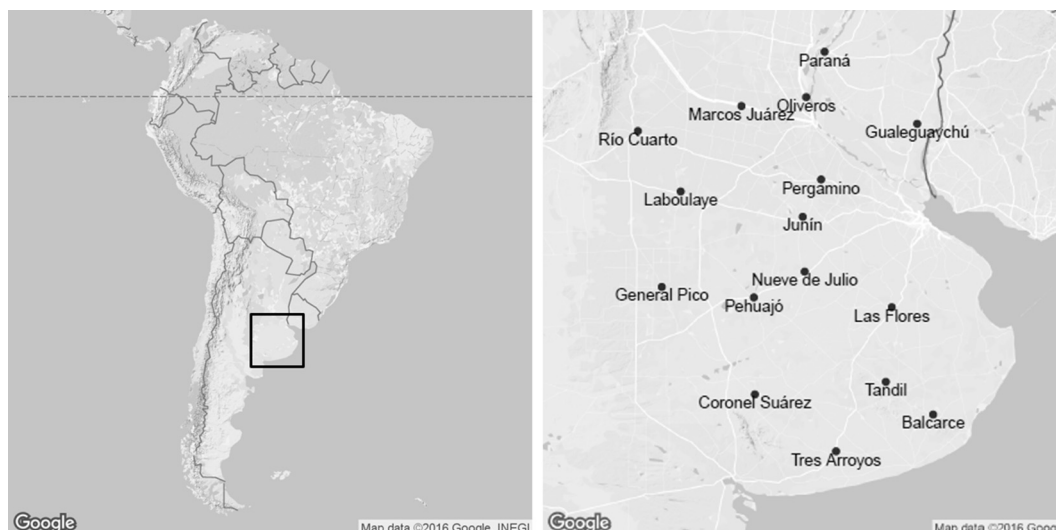 Paraná
Oliveros
Marcos Juárez
Gualeguaychú
Río Cuarto
Pergamino
Laboulaye
Junín
Nueve de Julio
General Pico
Pehuajó
Las Flores
Tandil
Coronel Suárez
Balcarce
Tres Arroyos
Google
Map data ©2016 Google, INEGI
Google
Map data ©2016 Google